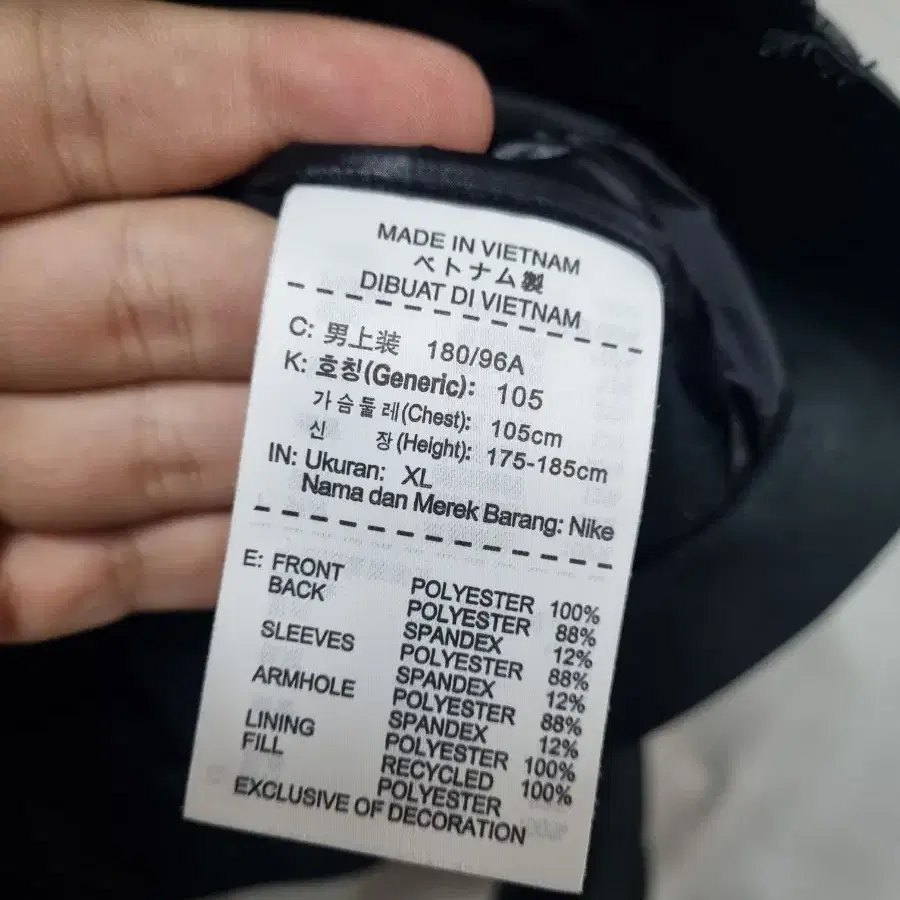 MADE IN VIETNAM
ベトナム製
DIBUAT DI VIETNAM
C: 男上装 180/96A
K: 호칭(Generic): 105
가슴둘레(Chest): 105cm
신 장(Height): 175-185cm
IN: Ukuran: XL
Nama dan Merek Barang: Nike
E: FRONT POLYESTER 100%
BACK POLYESTER 88%
SPANDEX 12%
SLEEVES POLYESTER 88%
SPANDEX 12%
ARMHOLE POLYESTER 88%
SPANDEX 12%
LINING POLYESTER 100%
FILL RECYCLED 100%
POLYESTER
EXCLUSIVE OF DECORATION